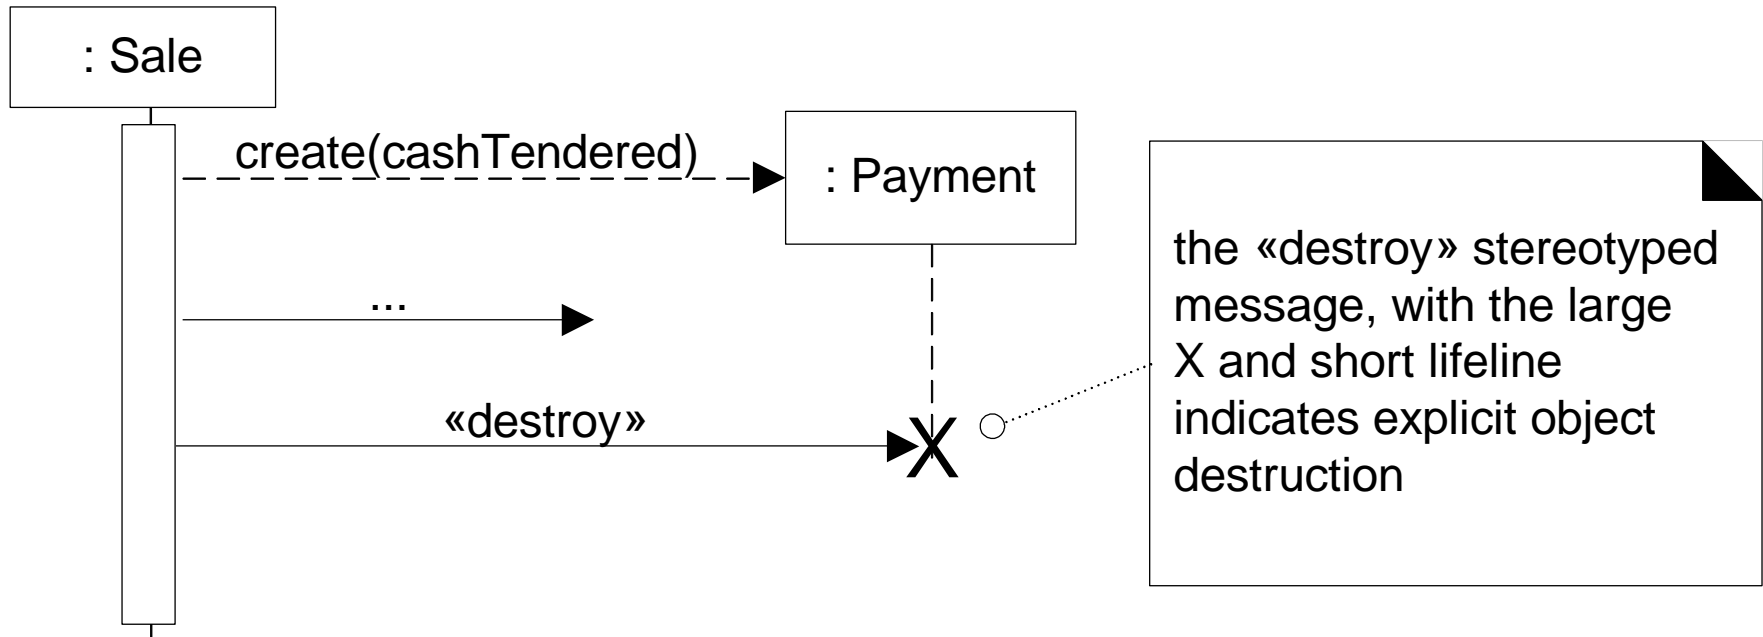 : Sale
create(cashTendered)
: Payment
...
«destroy»
X
the «destroy» stereotyped
message, with the large
X and short lifeline
indicates explicit object
destruction